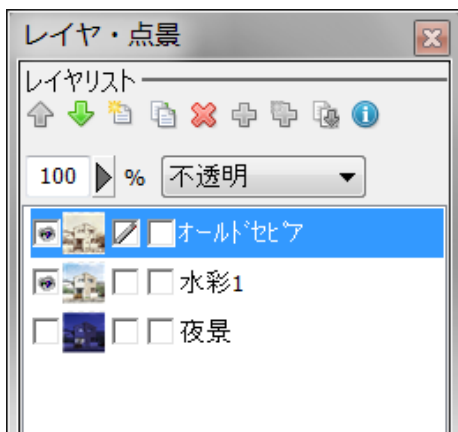 レイヤ・点景
レイヤリスト
100 % 不透明
オールドセピア
水彩1
夜景